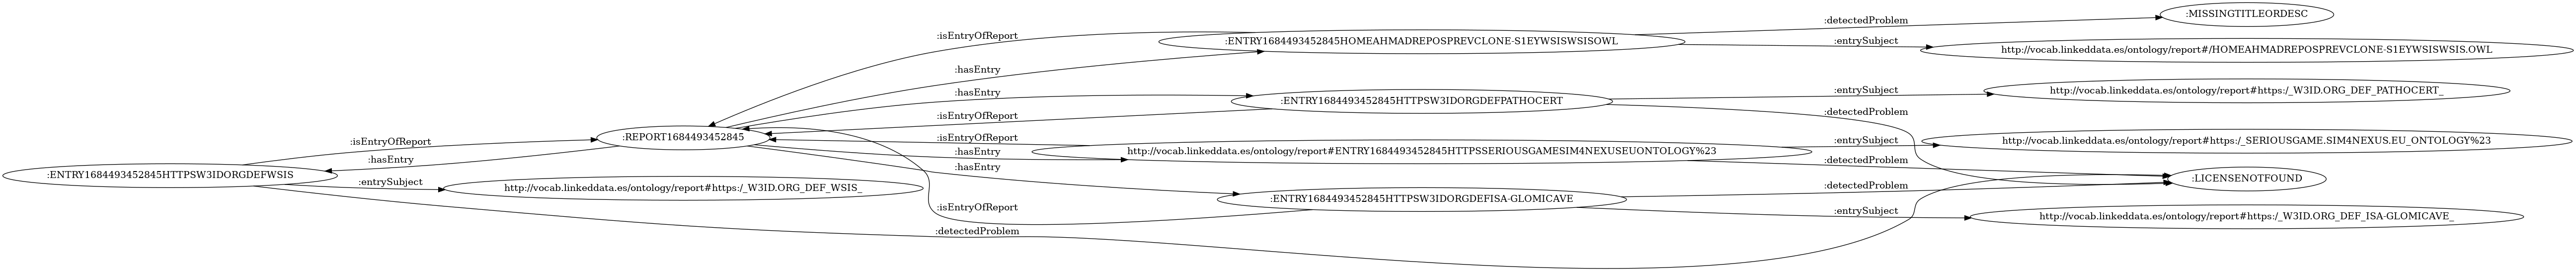 :MISSINGTITLEORDESC
:detectedProblem
:isEntryOfReport
:ENTRY1684493452845HOMEAHMADREPOSPREVCLONE-S1EYWSISWSISOWL
:entrySubject
http://vocab.linkeddata.es/ontology/report#/HOMEAHMADREPOSPREVCLONE-S1EYWSISWSIS.OWL
:hasEntry
:hasEntry
:entrySubject
http://vocab.linkeddata.es/ontology/report#https:/_W3ID.ORG_DEF_PATHOCERT_
:ENTRY1684493452845HTTPSW3IDORGDEFPATHOCERT
:detectedProblem
:isEntryOfReport
:REPORT1684493452845
:isEntryOfReport
:isEntryOfReport
:entrySubject
http://vocab.linkeddata.es/ontology/report#https:/_SERIOUSGAME.SIM4NEXUS.EU_ONTOLOGY%23
:hasEntry
:hasEntry
http://vocab.linkeddata.es/ontology/report#ENTRY1684493452845HTTPSSERIOUSGAMESIM4NEXUSEUONTOLOGY%23
:detectedProblem
:hasEntry
:ENTRY1684493452845HTTPSW3IDORGDEFWSIS
:entrySubject
http://vocab.linkeddata.es/ontology/report#https:/_W3ID.ORG_DEF_WSIS_
:LICENSENOTFOUND
:detectedProblem
:ENTRY1684493452845HTTPSW3IDORGDEFISA-GLOMICAVE
:isEntryOfReport
:entrySubject
http://vocab.linkeddata.es/ontology/report#https:/_W3ID.ORG_DEF_ISA-GLOMICAVE_
:detectedProblem